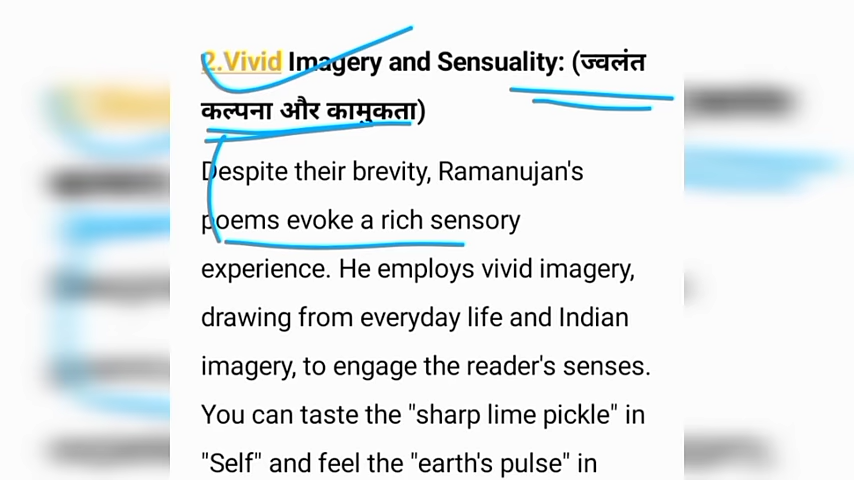 2.Vivid Imagery and Sensuality: (ज्वलंत
कल्पना और कामुकता)
Despite their brevity, Ramanujan's
poems evoke a rich sensory
experience. He employs vivid imagery,
drawing from everyday life and Indian
imagery, to engage the reader's senses.
You can taste the "sharp lime pickle" in
"Self" and feel the "earth's pulse" in